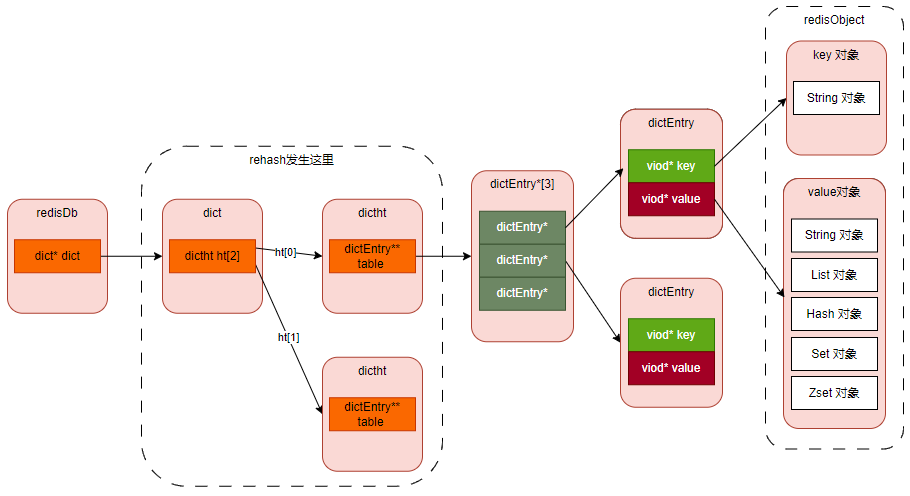 redisDb
dict* dict
rehash发生这里
dict
dictht ht[2]
ht[0]
ht[1]
dictht
dictEntry**
table
dictht
dictEntry**
table
dictEntry*[3]
dictEntry*
dictEntry*
dictEntry*
dictEntry
viod* key
viod* value
dictEntry
viod* key
viod* value
redisObject
key 对象
String 对象
value对象
String 对象
List 对象
Hash 对象
Set 对象
Zset 对象